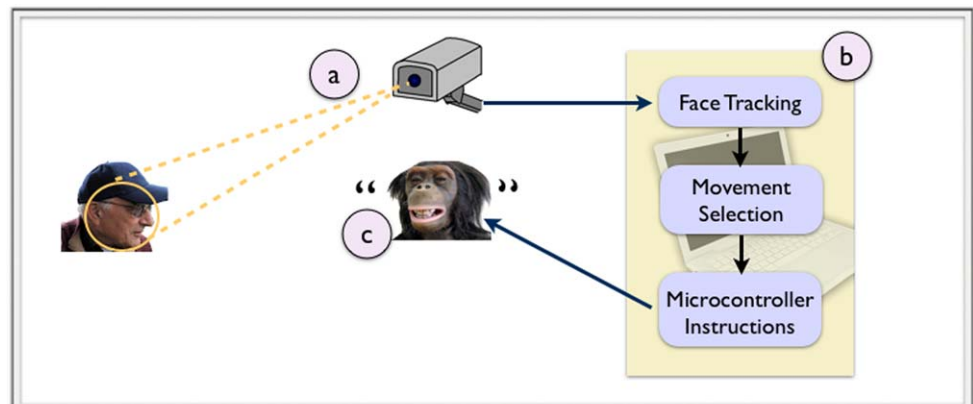 a
b
Face Tracking
Movement
Selection
“ ”
c
Microcontroller
Instructions